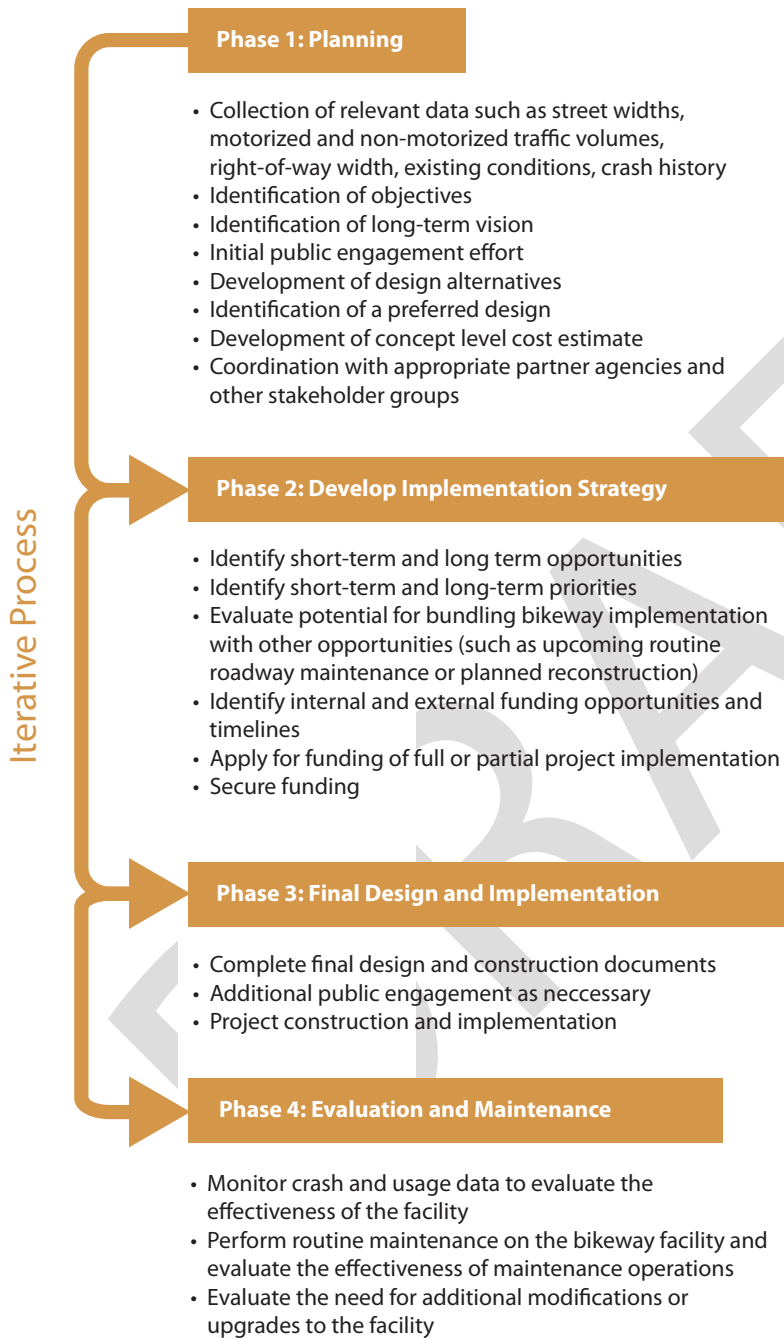 Phase 1: Planning
• Collection of relevant data such as street widths,
motorized and non-motorized traffic volumes,
right-of-way width, existing conditions, crash history
• Identification of objectives
• Identification of long-term vision
• Initial public engagement effort
• Development of design alternatives
• Identification of a preferred design
• Development of concept level cost estimate
• Coordination with appropriate partner agencies and
other stakeholder groups
Iterative Process
Phase 2: Develop Implementation Strategy
• Identify short-term and long term opportunities
• Identify short-term and long-term priorities
• Evaluate potential for bundling bikeway implementation
with other opportunities (such as upcoming routine
roadway maintenance or planned reconstruction)
• Identify internal and external funding opportunities and
timelines
• Apply for funding of full or partial project implementation
• Secure funding
Phase 3: Final Design and Implementation
• Complete final design and construction documents
• Additional public engagement as neccessary
• Project construction and implementation
Phase 4: Evaluation and Maintenance
• Monitor crash and usage data to evaluate the
effectiveness of the facility
• Perform routine maintenance on the bikeway facility and
evaluate the effectiveness of maintenance operations
• Evaluate the need for additional modifications or
upgrades to the facility